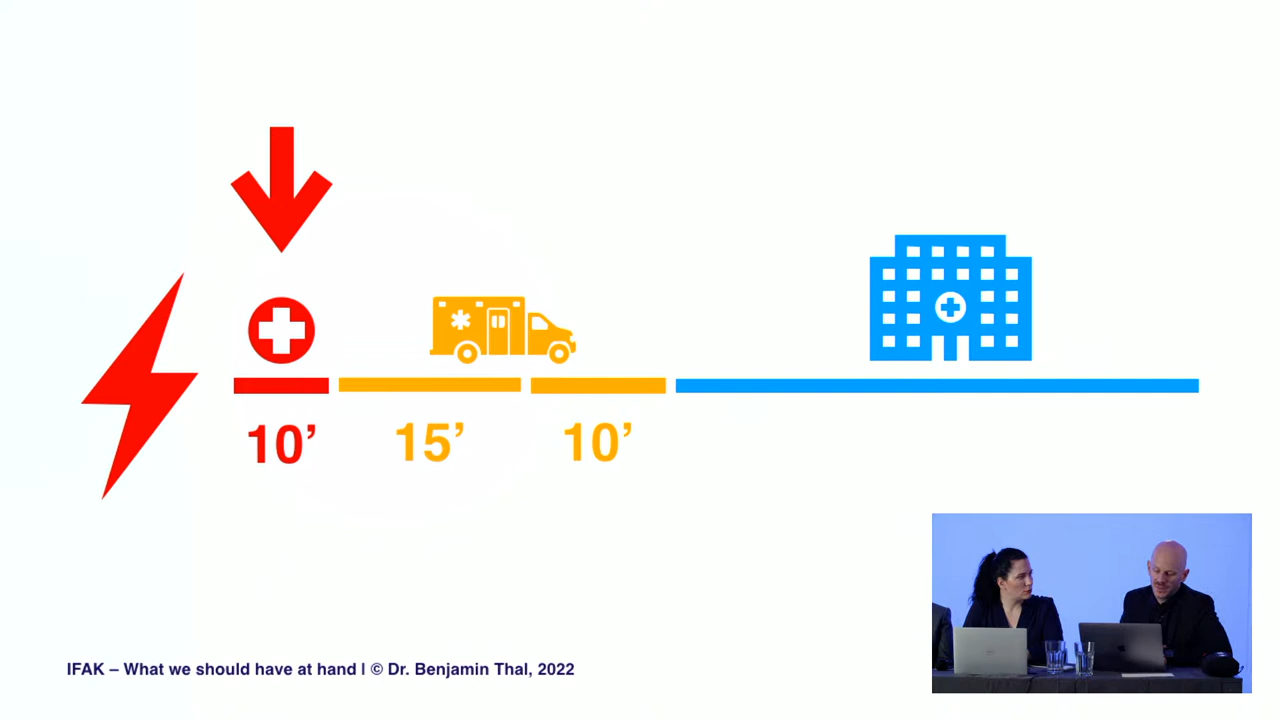 10’ 15’ 10’
IFAK – What we should have at hand I © Dr. Benjamin Thal, 2022